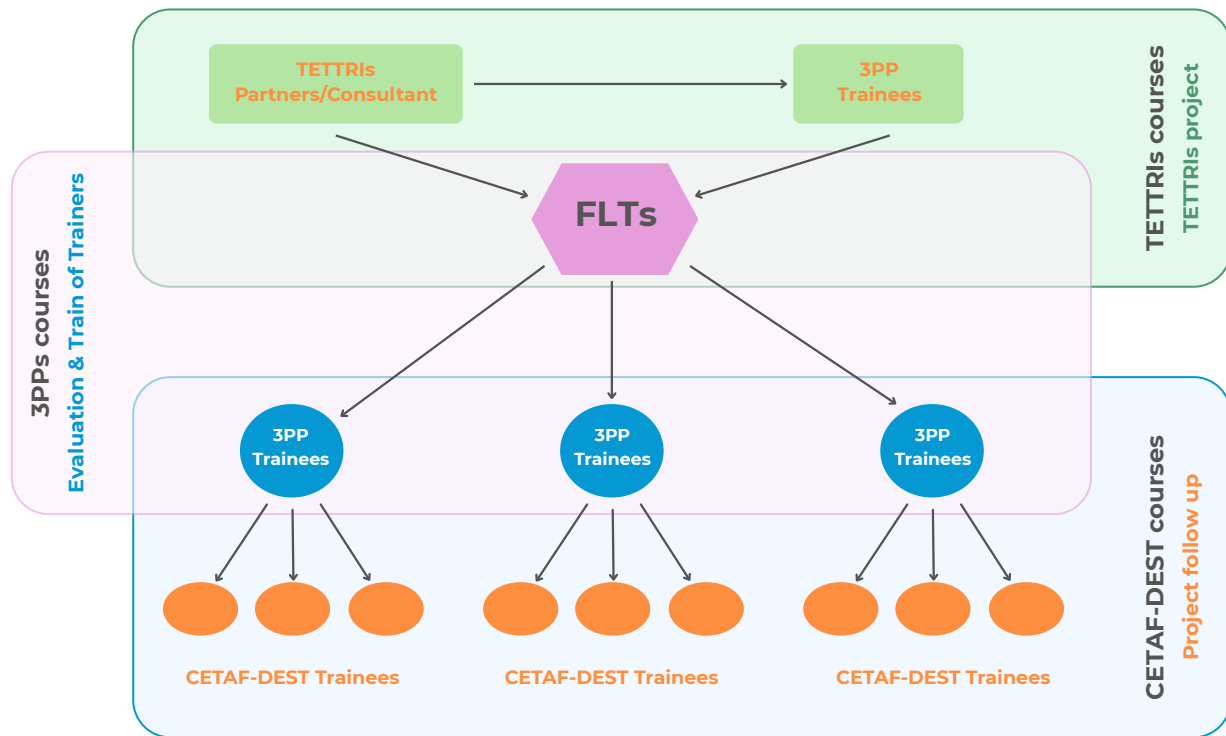 TETTRIs
Partners/Consultant
3PP
Trainees
TETTRIs courses
TETTRIs project
FLTs
3PPs courses
Evaluation & Train of Trainers
3PP
Trainees
3PP
Trainees
3PP
Trainees
CETAF-DEST courses
Project follow up
CETAF-DEST Trainees
CETAF-DEST Trainees
CETAF-DEST Trainees